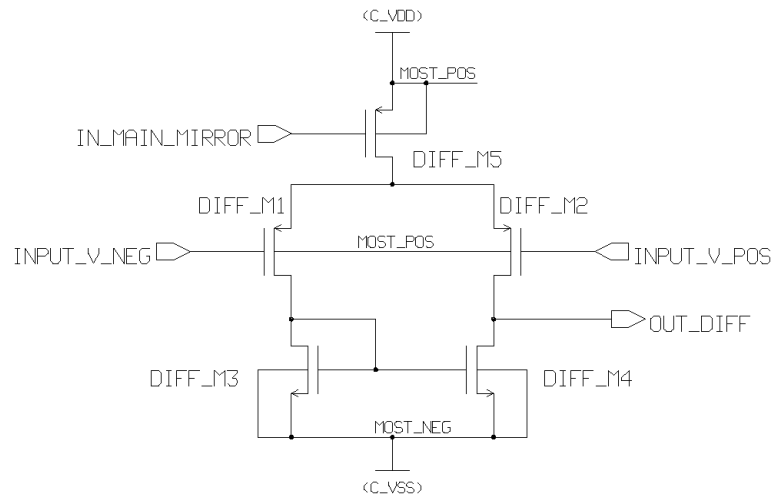 (C_VDD)
MOST_POS
IN_MAIN_MIRROR
DIFF_M5
DIFF_M1
DIFF_M2
INPUT_V_NEG
MOST_POS
INPUT_V_POS
OUT_DIFF
DIFF_M3
DIFF_M4
MOST_NEG
(C_VSS)